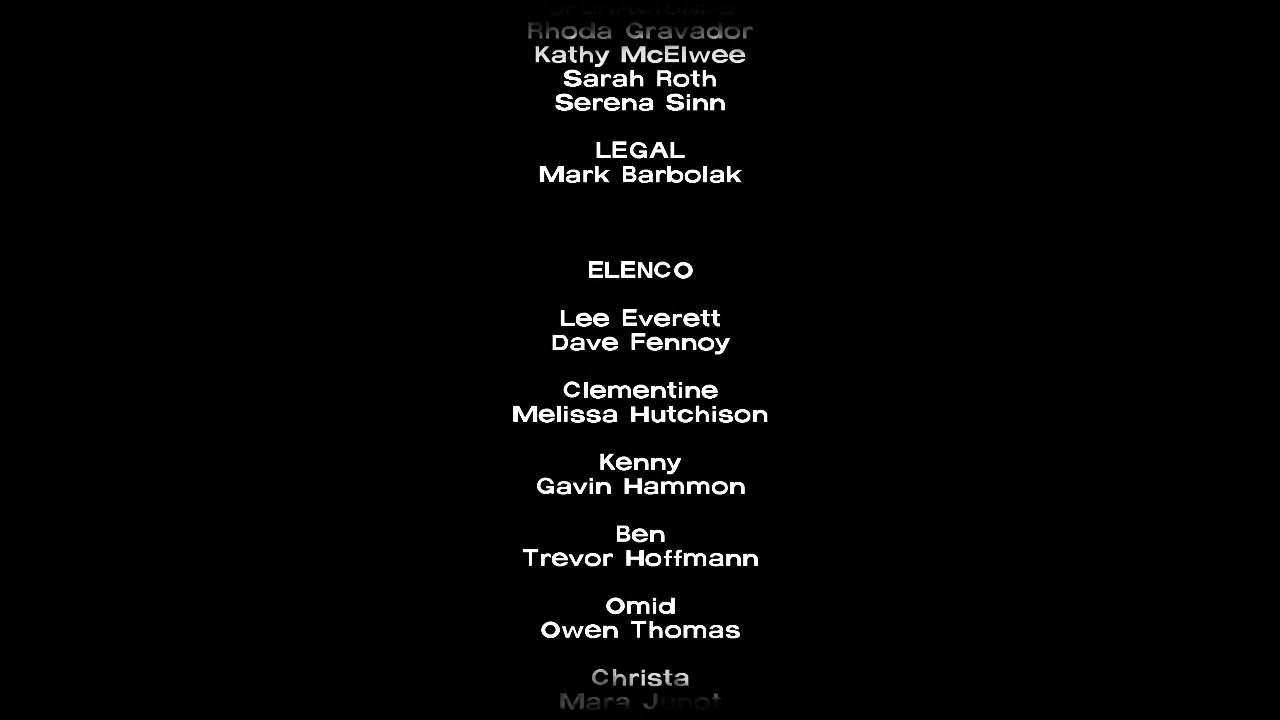 OPERACIONES
Rhoda Gravador
Kathy McElwee
Sarah Roth
Serena Sinn
LEGAL
Mark Barbolak
ELENCO
Lee Everett
Dave Fennoy
Clementine
Melissa Hutchison
Kenny
Gavin Hammon
Ben
Trevor Hoffmann
Omid
Owen Thomas
Christa
Mara Junot